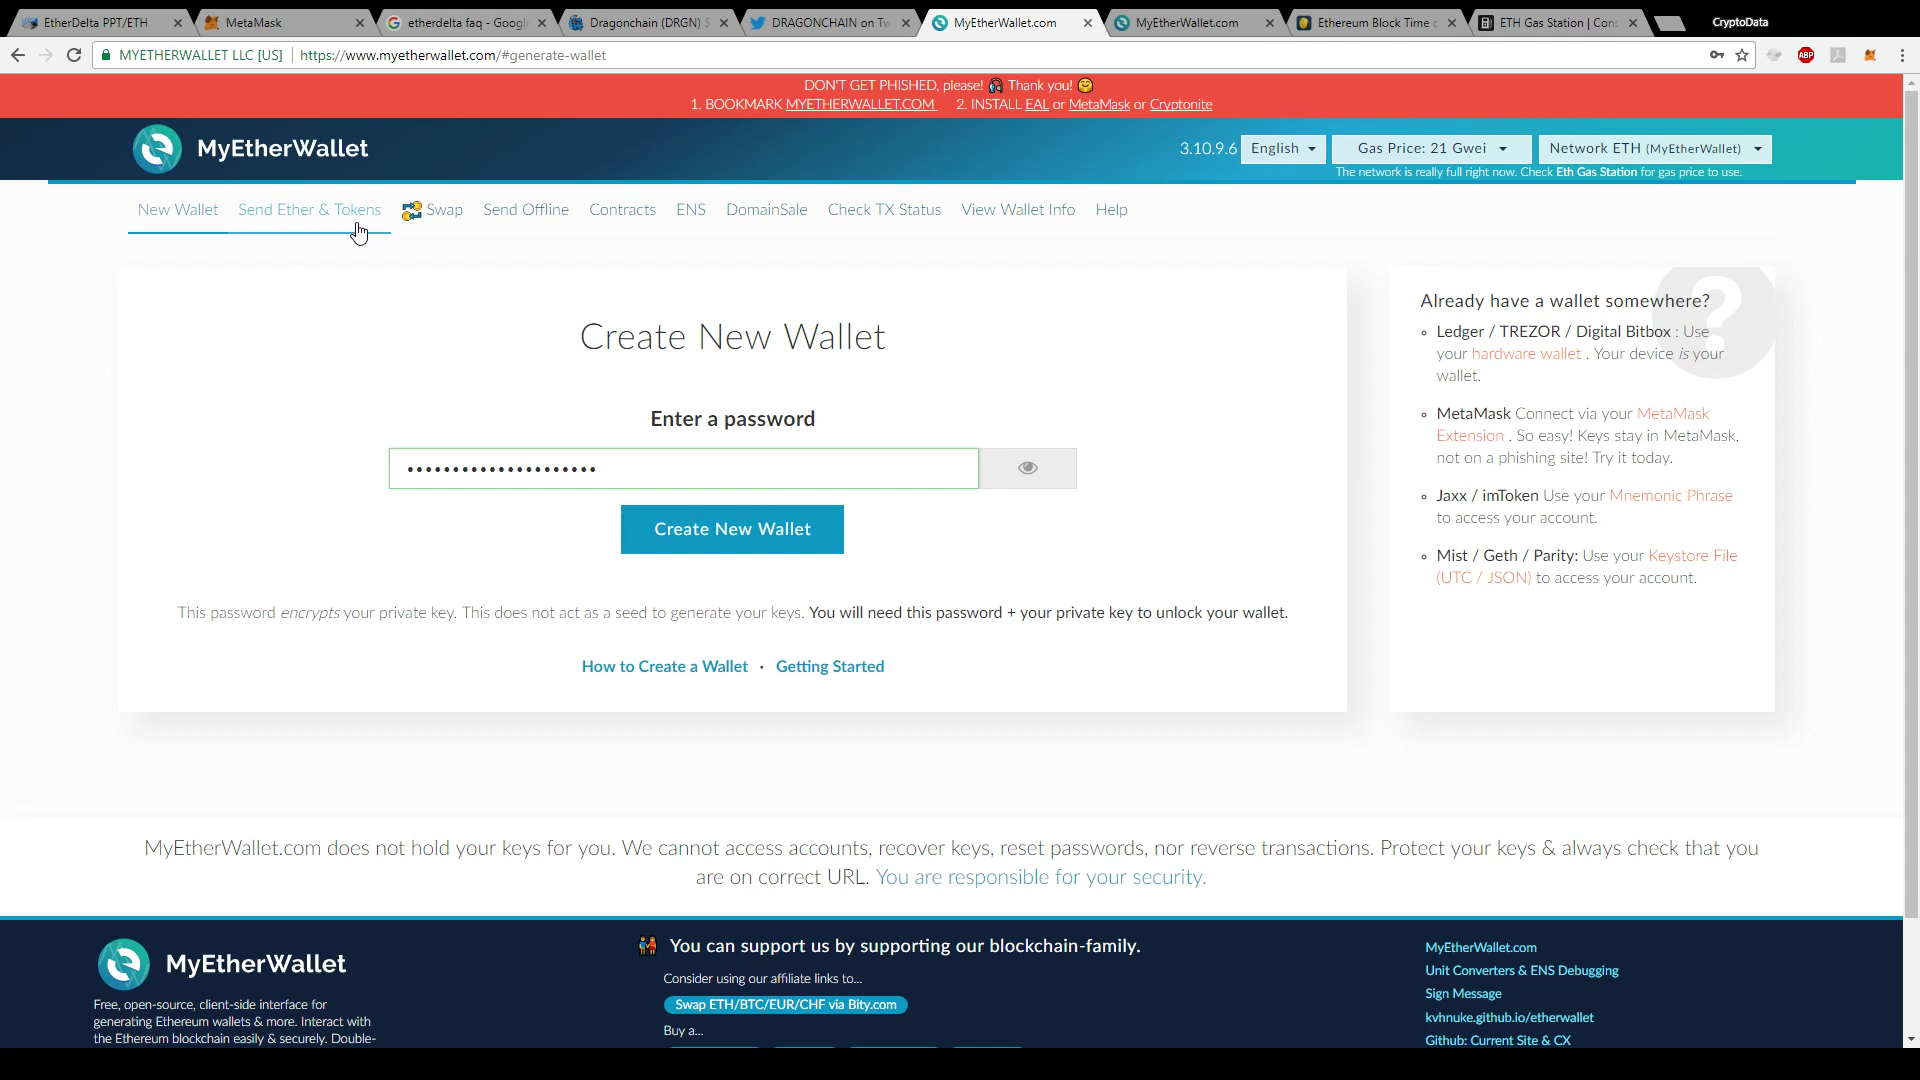 EtherDelta PPT/ETH
MetaMask
etherdelta faq - Googl
Dragonchain (DRGN) $
DRAGONCHAIN on Tw
MyEtherWallet.com
MyEtherWallet.com
Ethereum Block Time c
ETH Gas Station | Cons
CryptoData
MYETHERWALLET LLC [US]
https://www.myetherwallet.com/#generate-wallet
ABP
DON'T GET PHISHED, please! Thank you!
1. BOOKMARK MYETHERWALLET.COM 2. INSTALL EAL or MetaMask or Cryptonite
MyEtherWallet
3.10.9.6
English
Gas Price: 21 Gwei
Network ETH (MyEtherWallet)
The network is really full right now. Check Eth Gas Station for gas price to use.
New Wallet
Send Ether & Tokens
Swap
Send Offline
Contracts
ENS
DomainSale
Check TX Status
View Wallet Info
Help
Create New Wallet
Enter a password
Create New Wallet
This password encrypts your private key. This does not act as a seed to generate your keys. You will need this password + your private key to unlock your wallet.
How to Create a Wallet · Getting Started
?
Already have a wallet somewhere?
Ledger / TREZOR / Digital Bitbox : Use
your hardware wallet . Your device is your
wallet.
MetaMask Connect via your MetaMask
Extension . So easy! Keys stay in MetaMask,
not on a phishing site! Try it today.
Jaxx / imToken Use your Mnemonic Phrase
to access your account.
Mist / Geth / Parity: Use your Keystore File
(UTC / JSON) to access your account.
MyEtherWallet.com does not hold your keys for you. We cannot access accounts, recover keys, reset passwords, nor reverse transactions. Protect your keys & always check that you
are on correct URL. You are responsible for your security.
MyEtherWallet
Free, open-source, client-side interface for
generating Ethereum wallets & more. Interact with
the Ethereum blockchain easily & securely. Double-
You can support us by supporting our blockchain-family.
Consider using our affiliate links to...
Swap ETH/BTC/EUR/CHF via Bity.com
Buy a...
MyEtherWallet.com
Unit Converters & ENS Debugging
Sign Message
kvhnuke.github.io/etherwallet
Github: Current Site & CX